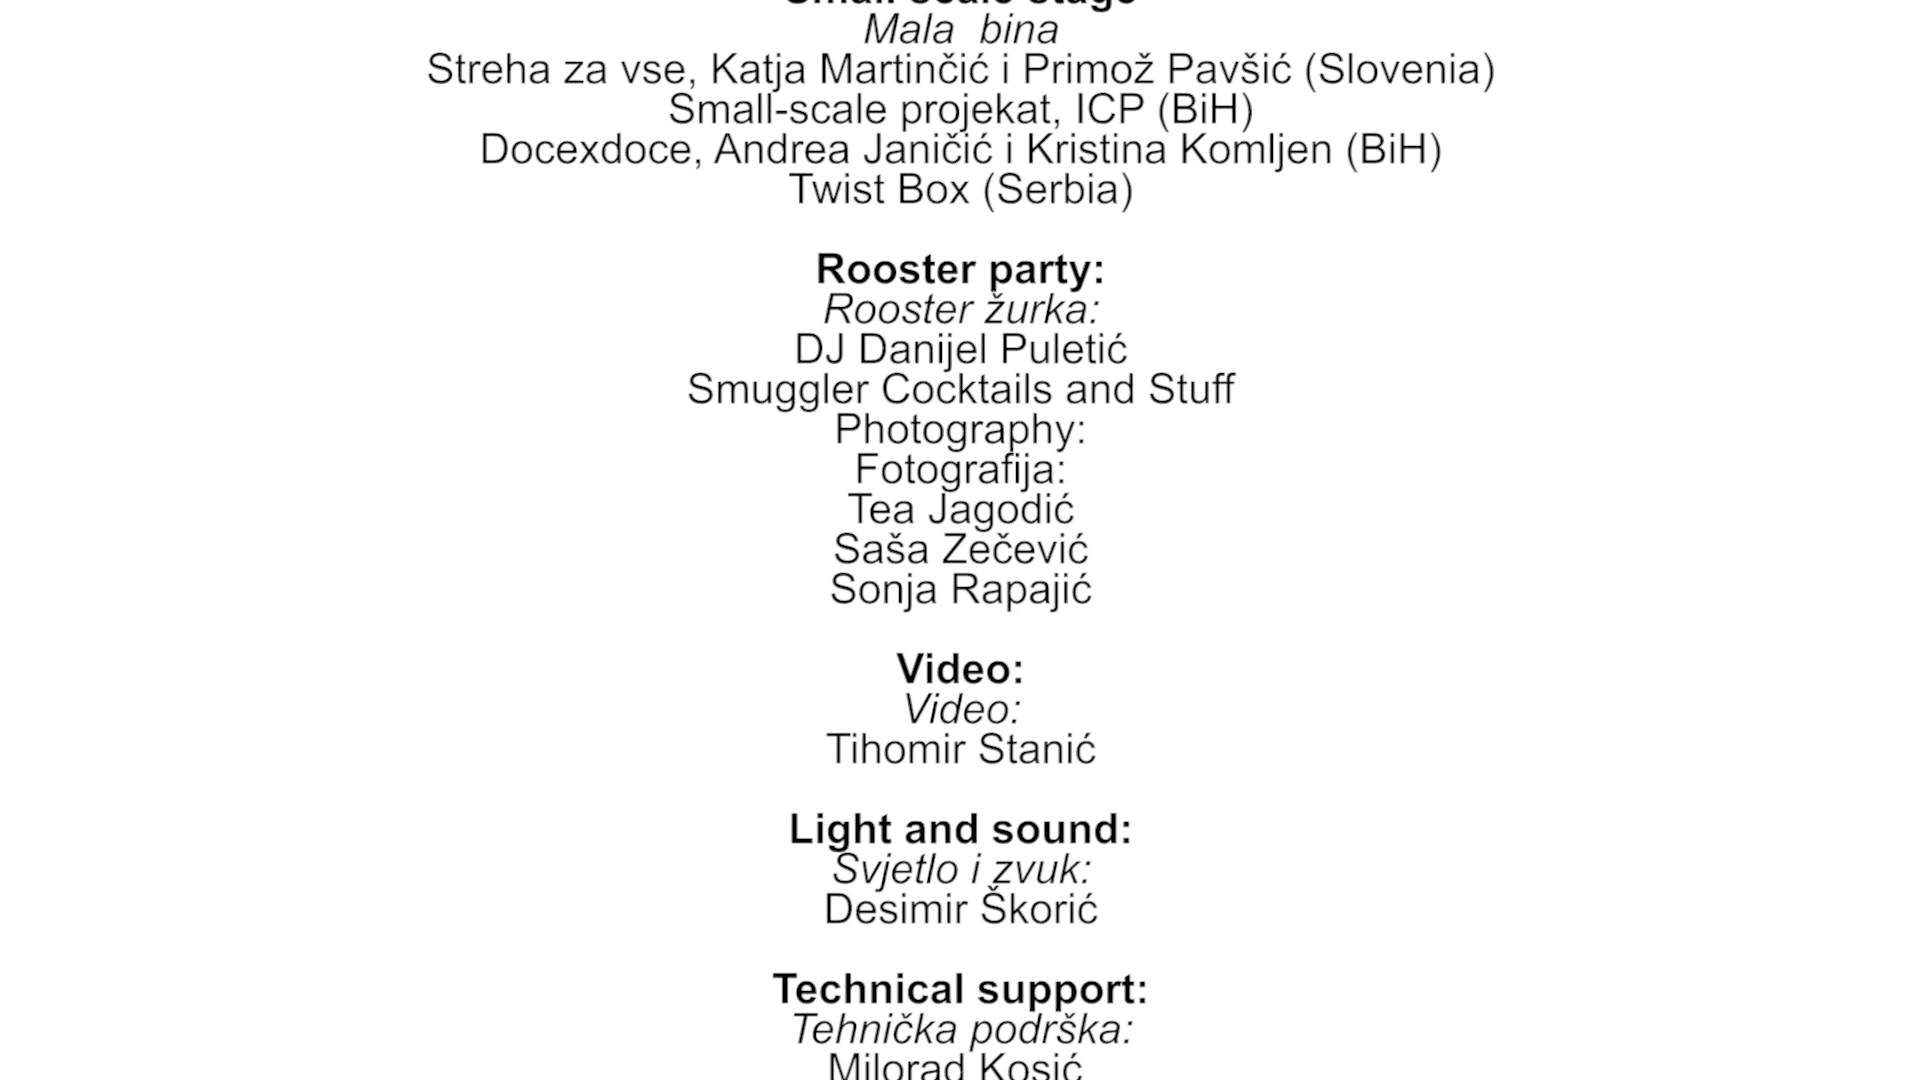 Small-scale stage
Mala  bina
Streha za vse, Katja Martinčić i Primož Pavšić (Slovenia)
Small-scale projekat, ICP (BiH)
Docexdoce, Andrea Janičić i Kristina Komljen (BiH)
Twist Box (Serbia)
Rooster party:
Rooster žurka:
DJ Danijel Puletić
Smuggler Cocktails and Stuff
Photography:
Fotografija:
Tea Jagodić
Saša Zečević
Sonja Rapajić
Video:
Video:
Tihomir Stanić
Light and sound:
Svjetlo i zvuk:
Desimir Škorić
Technical support:
Tehnička podrška:
Milorad Kosić